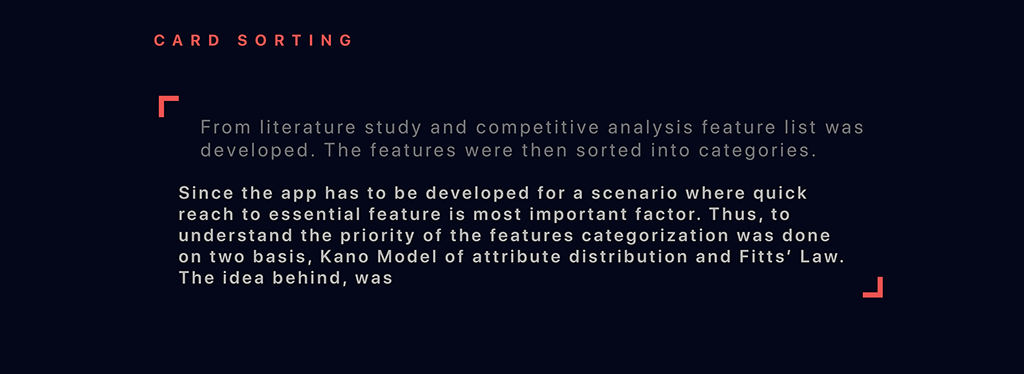 CARD SORTING
From literature study and competitive analysis feature list was
developed. The features were then sorted into categories.
Since the app has to be developed for a scenario where quick
reach to essential feature is most important factor. Thus, to
understand the priority of the features categorization was done
on two basis, Kano Model of attribute distribution and Fitts’ Law.
The idea behind, was